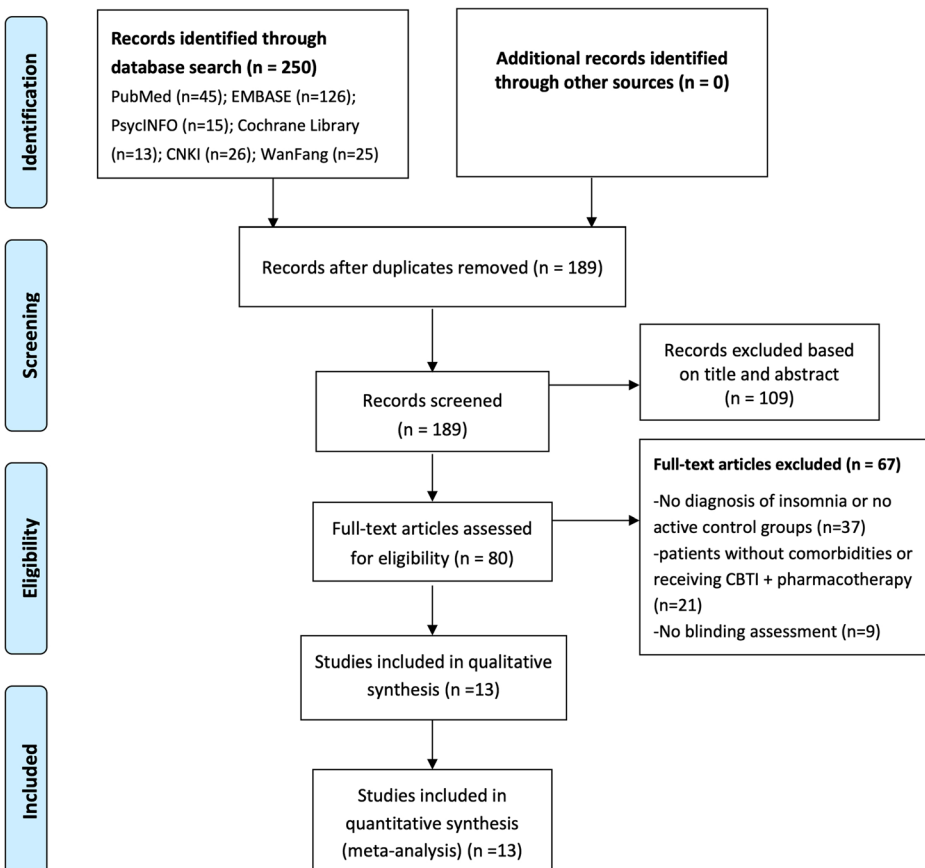 Identification
Records identified through
database search (n = 250)
PubMed (n=45); EMBASE (n=126);
PsycINFO (n=15); Cochrane Library
(n=13); CNKI (n=26); WanFang (n=25)
Additional records identified
through other sources (n = 0)
Screening
Records after duplicates removed (n = 189)
Records screened
(n = 189)
Records excluded based
on title and abstract
(n = 109)
Eligibility
Full-text articles assessed
for eligibility (n = 80)
Full-text articles excluded (n = 67)
-No diagnosis of insomnia or no
active control groups (n=37)
-patients without comorbidities or
receiving CBTI + pharmacotherapy
(n=21)
-No blinding assessment (n=9)
Studies included in qualitative
synthesis (n =13)
Included
Studies included in
quantitative synthesis
(meta-analysis) (n =13)